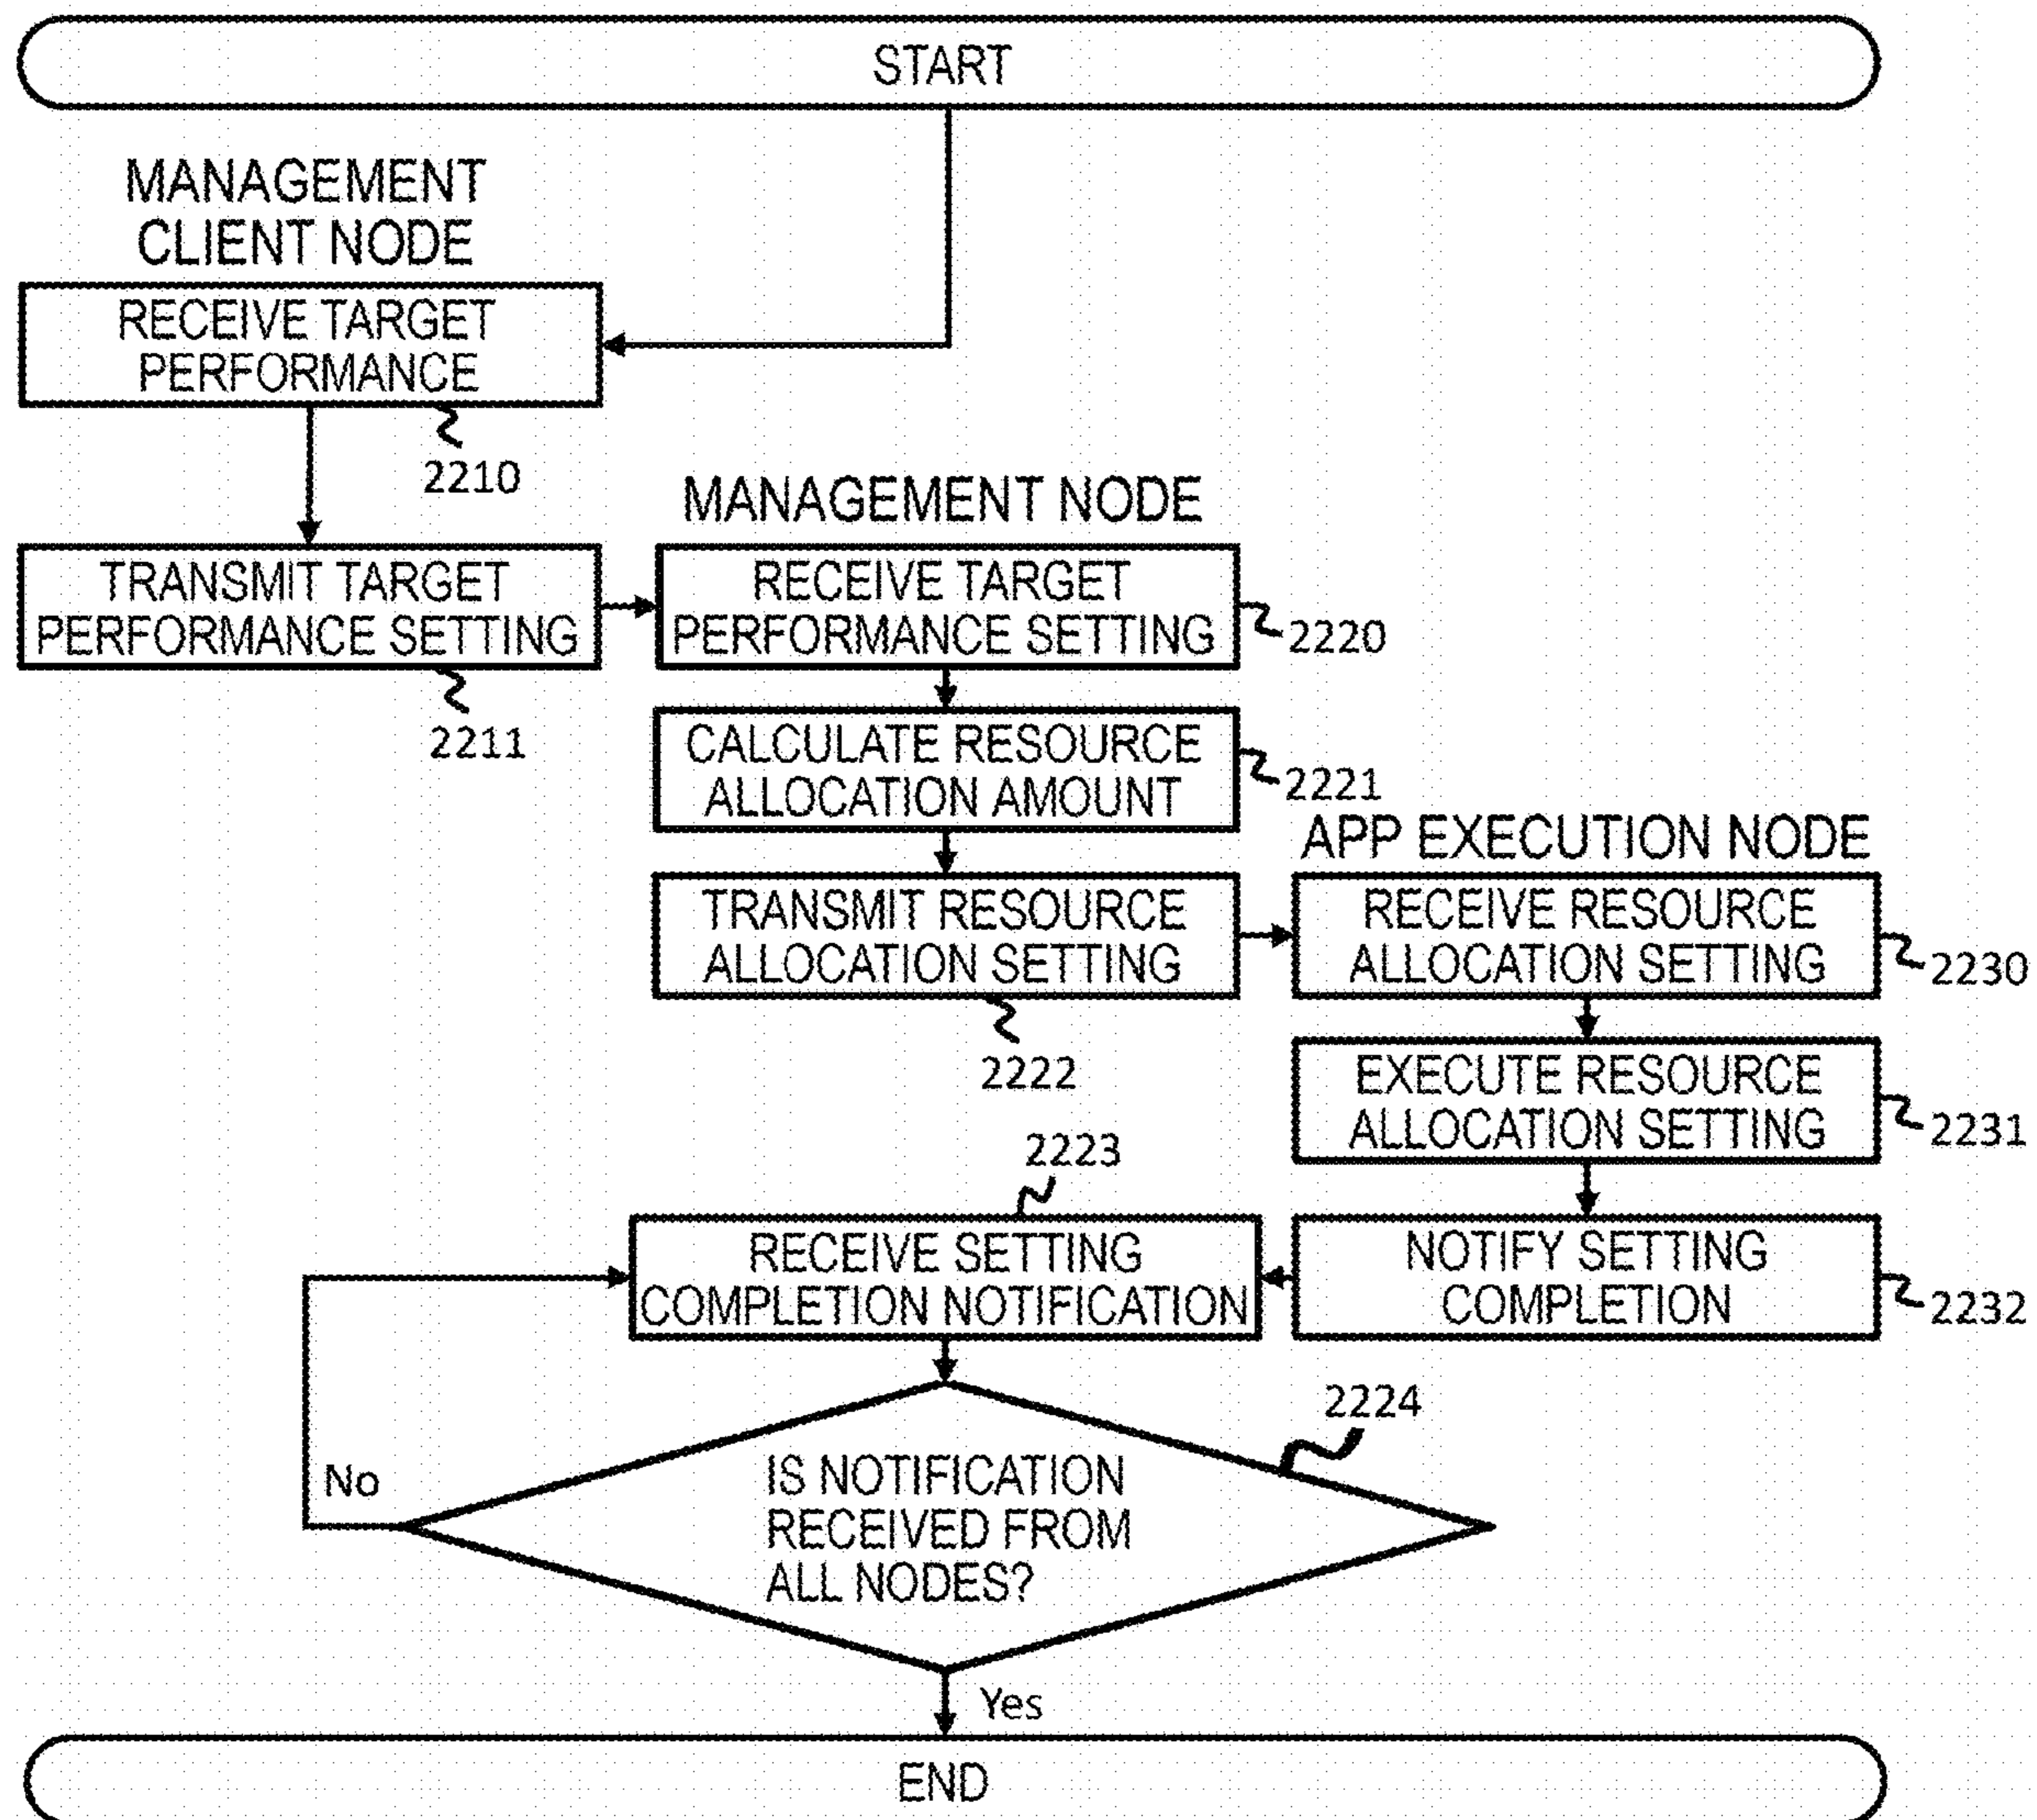 START
MANAGEMENT
CLIENT NODE
RECEIVE TARGET
PERFORMANCE
2210
TRANSMIT TARGET
PERFORMANCE SETTING
2211
MANAGEMENT NODE
RECEIVE TARGET
PERFORMANCE SETTING
2220
CALCULATE RESOURCE
ALLOCATION AMOUNT
2221
TRANSMIT RESOURCE
ALLOCATION SETTING
2222
APP EXECUTION NODE
RECEIVE RESOURCE
ALLOCATION SETTING
2230
EXECUTE RESOURCE
ALLOCATION SETTING
2231
NOTIFY SETTING
COMPLETION
2232
2223
RECEIVE SETTING
COMPLETION NOTIFICATION
2224
IS NOTIFICATION
RECEIVED FROM
ALL NODES?
No
Yes
END